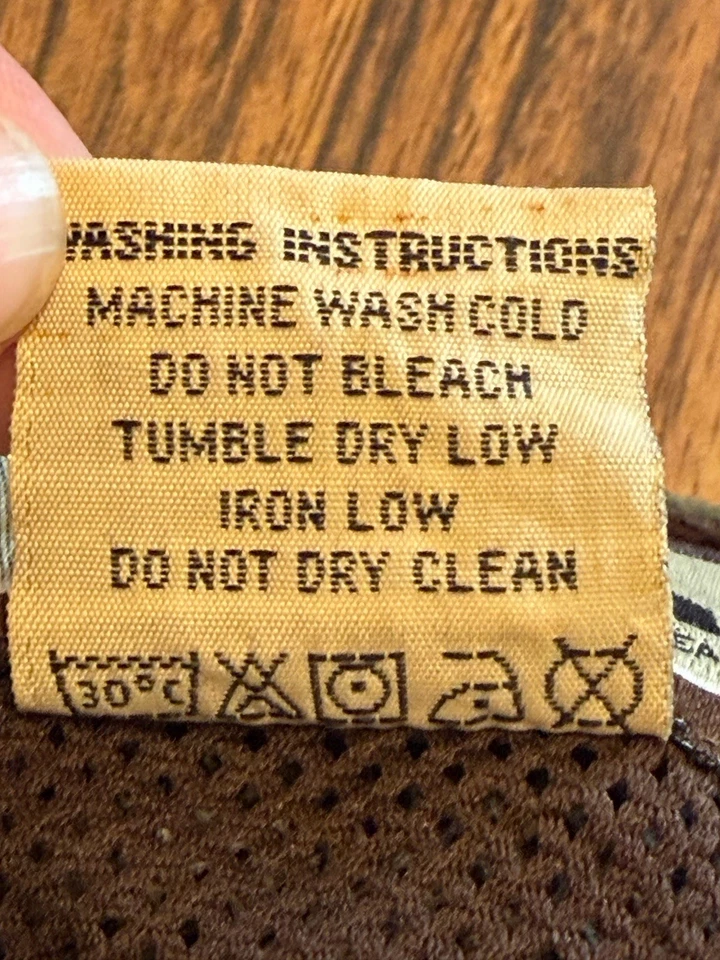 WASHING INSTRUCTIONS
MACHINE WASH COLD
DO NOT BLEACH
TUMBLE DRY LOW
IRON LOW
DO NOT DRY CLEAN
30°C